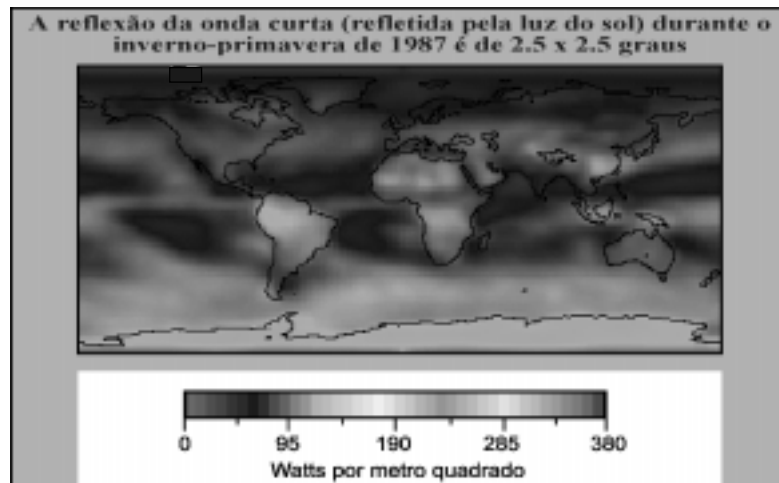 A reflexão da onda curta (refletida pela luz do sol) durante o
inverno-primavera de 1987 é de 2.5 x 2.5 graus
0 95 190 285 380
Watts por metro quadrado